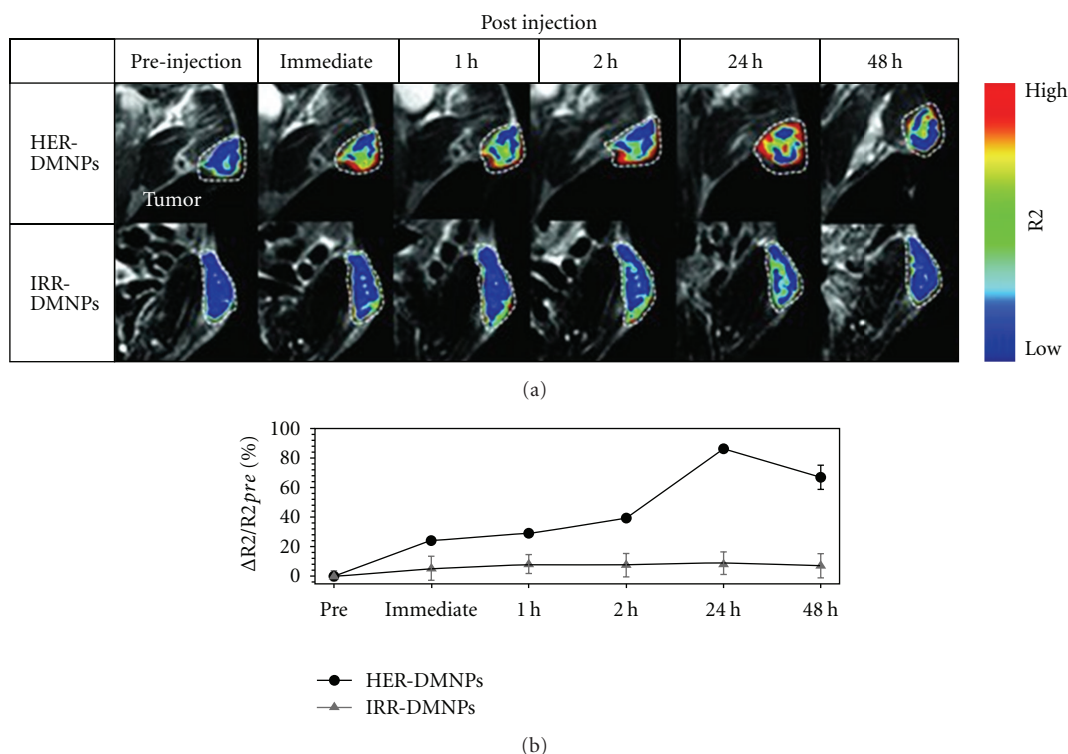 Post injection
Pre-injection Immediate 1 h 2 h 24 h 48 h
HER-
DMNPs
Tumor
IRR-
DMNPs
High
R2
Low
(a)
ΔR2/R2pre (%)
100
80
60
40
20
0
Pre Immediate 1 h 2 h 24 h 48 h
HER-DMNPs
IRR-DMNPs
(b)